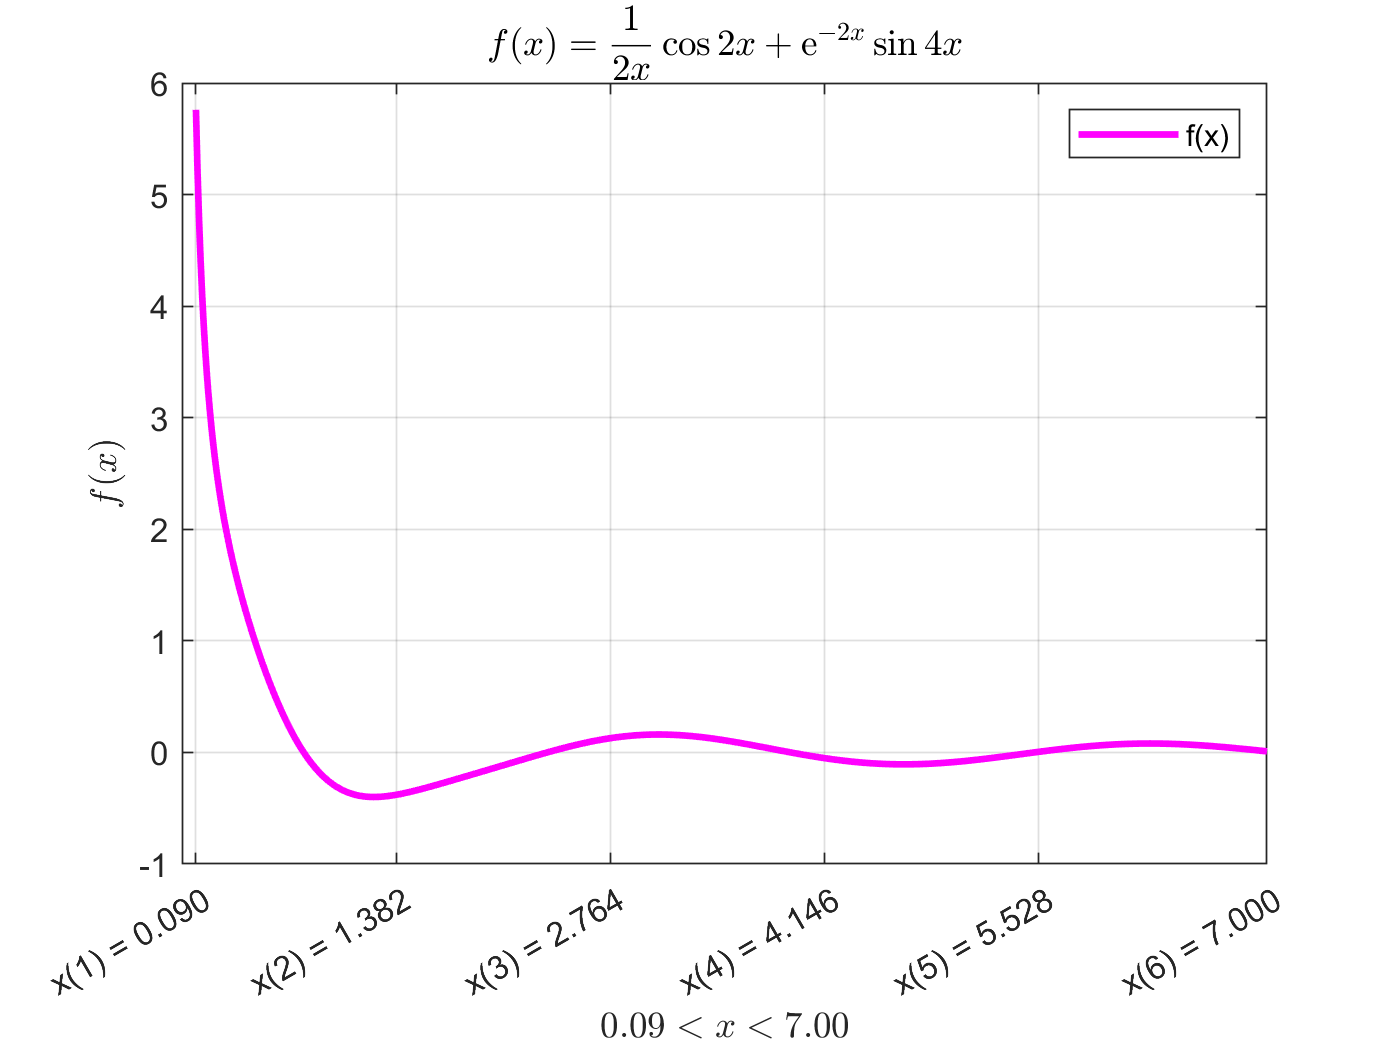 f(x) = \frac{1}{2x} cos 2x + e^{-2x} sin 4x
6
5
4
3
2
1
0
-1
f(x)
f(x)
x(1) = 0.090
x(2) = 1.382
x(3) = 2.764
x(4) = 4.146
x(5) = 5.528
x(6) = 7.000
0.09 < x < 7.00